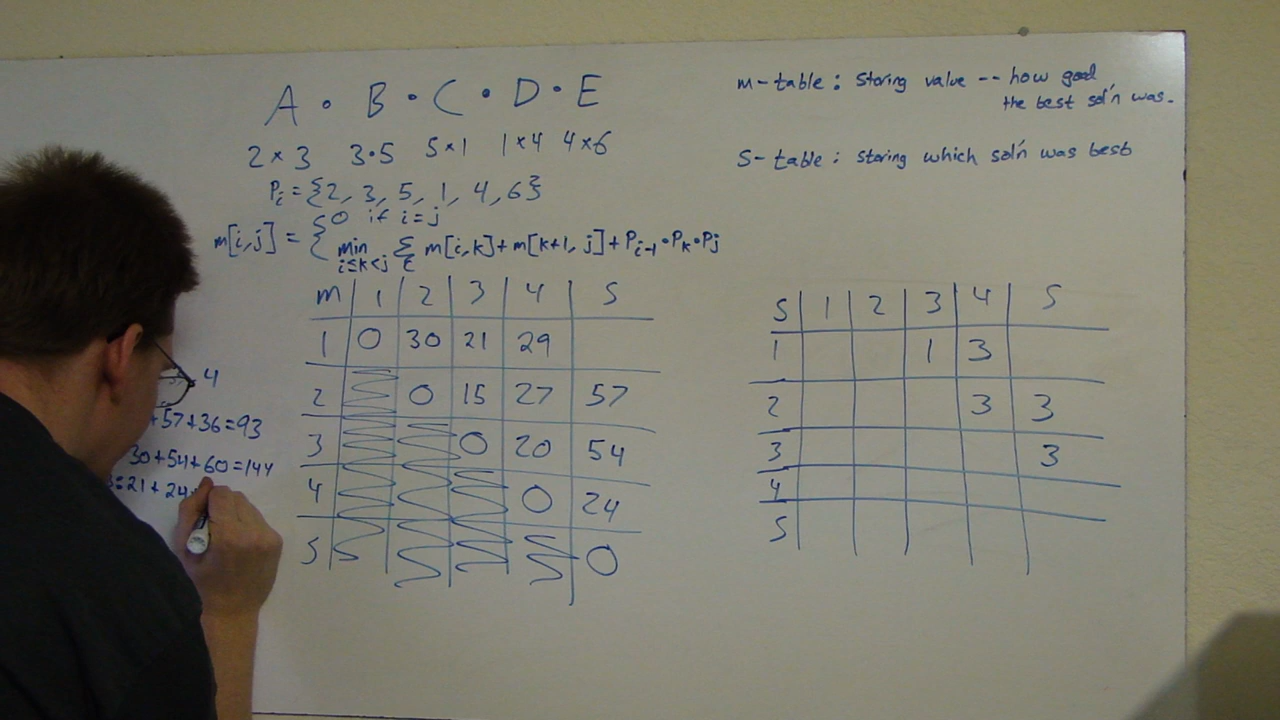 A • B • C • D • E
2 × 3 3•5 5×1 1×4 4×6
Pi = {2, 3, 5, 1, 4, 6}
m[i,j] = { 0 if i=j
min i≤k<j { m[i,k] + m[k+1, j] + Pi-1 • Pk • Pj
m 1 2 3 4 5
1 0 30 21 29
2 0 15 27 57
3 0 20 54
4 0 24
5 0
4
+57+36=93
30+54+60=144
=21+24
m-table: Storing value -- how good
the best sol'n was.
S-table: storing which sol'n was best
S 1 2 3 4 5
1 1 3
2 3 3
3 3
4
5